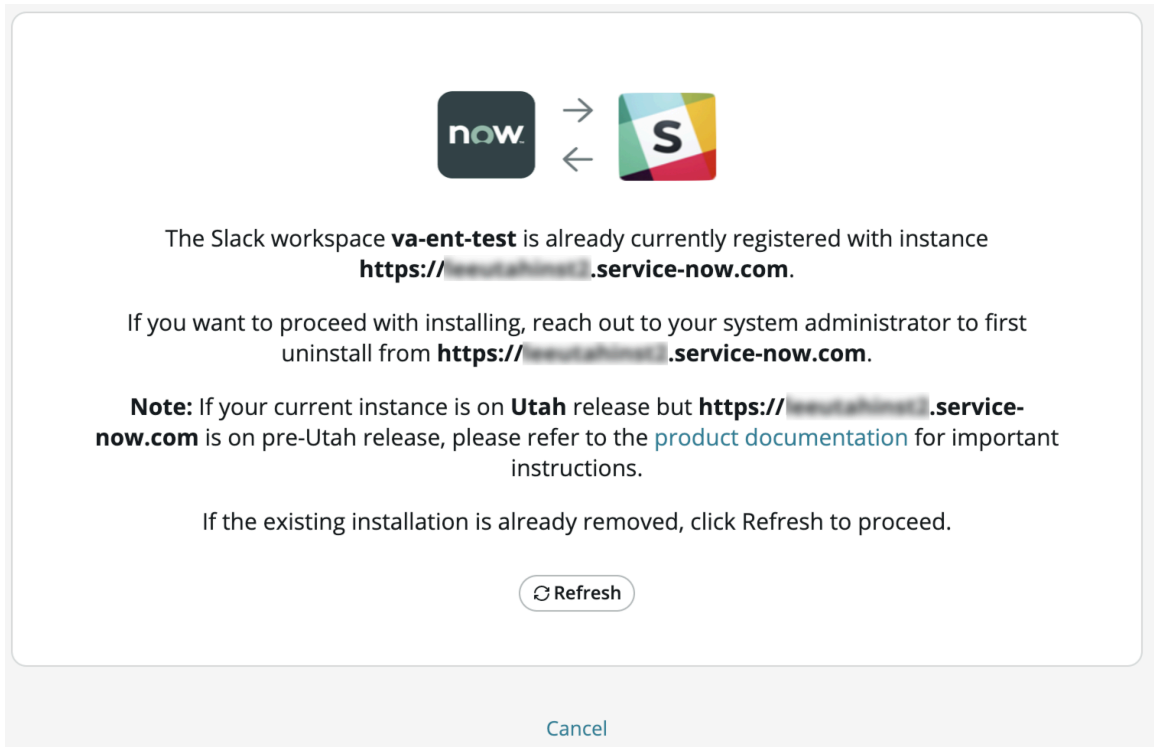 now
S
The Slack workspace va-ent-test is already currently registered with instance
https:// .service-now.com.
If you want to proceed with installing, reach out to your system administrator to first
uninstall from https:// .service-now.com.
Note: If your current instance is on Utah release but https:// .service-
now.com is on pre-Utah release, please refer to the product documentation for important
instructions.
If the existing installation is already removed, click Refresh to proceed.
Refresh
Cancel